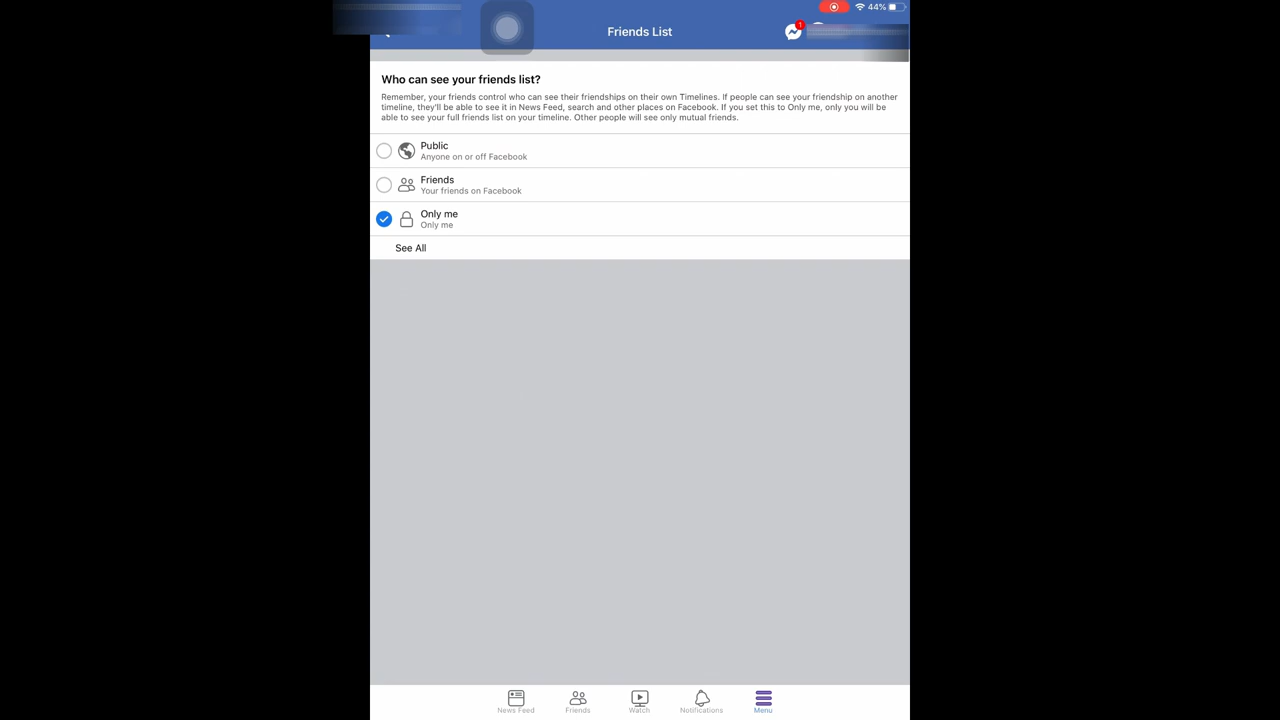 44%
Friends List
1
Who can see your friends list?
Remember, your friends control who can see their friendships on their own Timelines. If people can see your friendship on another
timeline, they'll be able to see it in News Feed, search and other places on Facebook. If you set this to Only me, only you will be
able to see your full friends list on your timeline. Other people will see only mutual friends.
Public
Anyone on or off Facebook
Friends
Your friends on Facebook
Only me
Only me
See All
News Feed
Friends
Watch
Notifications
Menu